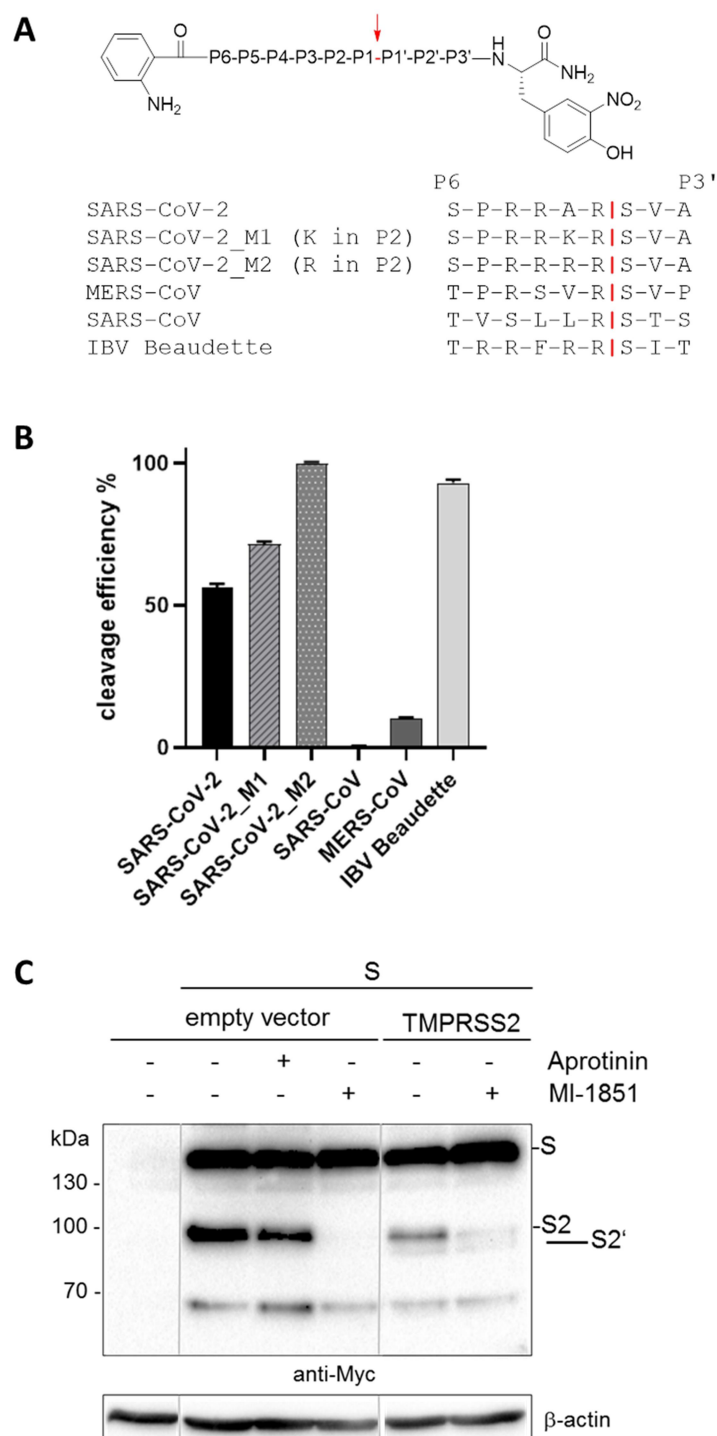 A
O
H
N
O
P6-P5-P4-P3-P2-P1-P1'-P2'-P3'
NH2
NH2
NO2
OH
P6 P3'
SARS-CoV-2 S-P-R-R-A-R|S-V-A
SARS-CoV-2_M1 (K in P2) S-P-R-R-K-R|S-V-A
SARS-CoV-2_M2 (R in P2) S-P-R-R-R-R|S-V-A
MERS-CoV T-P-R-S-V-R|S-V-P
SARS-CoV T-V-S-L-L-R|S-T-S
IBV Beaudette T-R-R-F-R-R|S-I-T
B
cleavage efficiency %
100
50
0
SARS-CoV-2
SARS-CoV-2_M1
SARS-CoV-2_M2
SARS-CoV
MERS-CoV
IBV Beaudette
C
S
empty vector TMPRSS2
- - + - - - Aprotinin
- - - + - + MI-1851
kDa
130 -
100 -
70 -
-S
-S2
S2‘
anti-Myc
β-actin